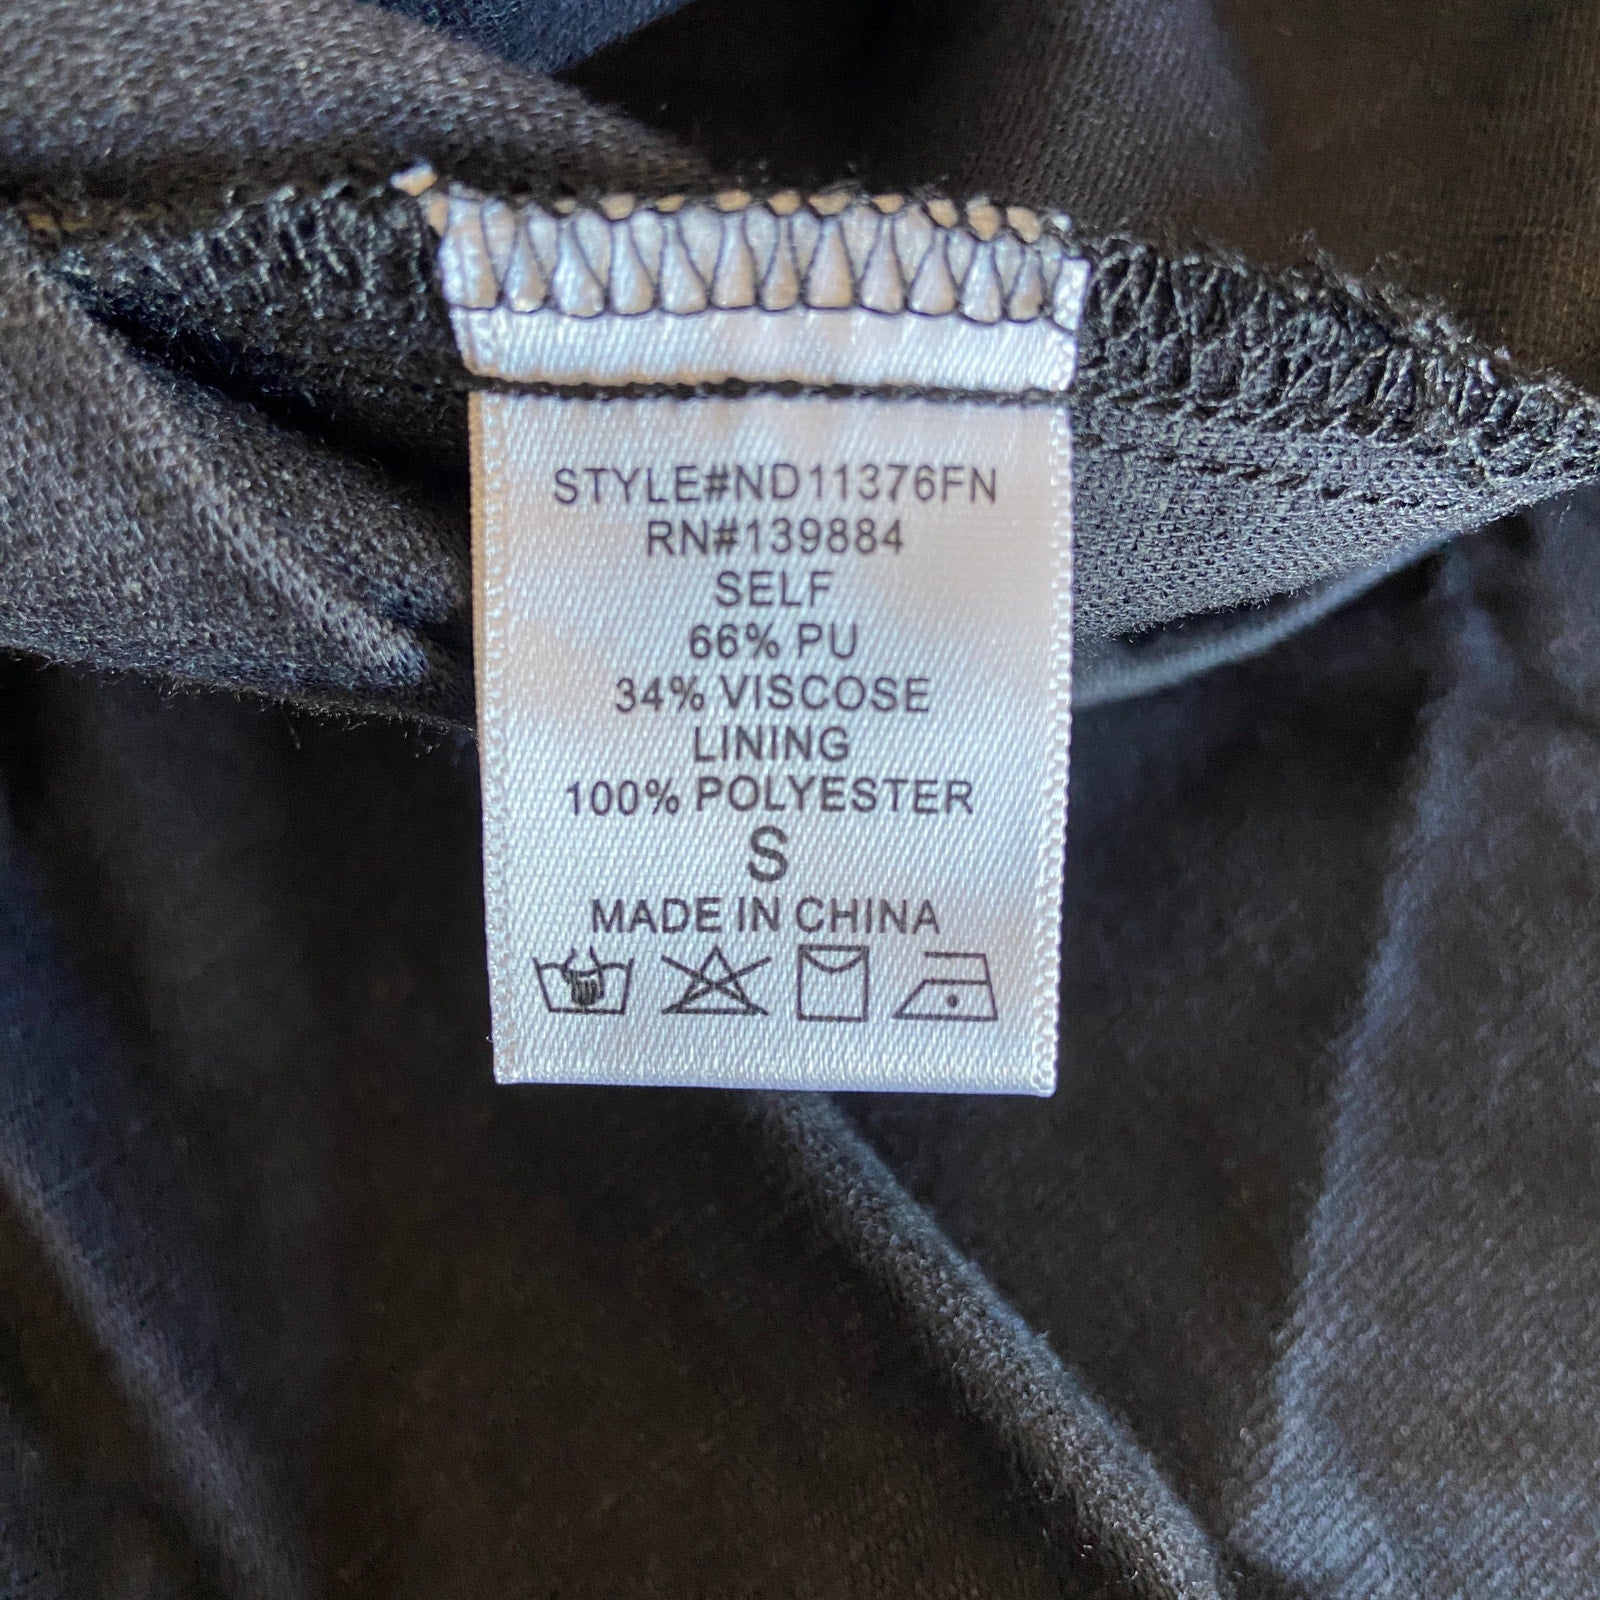 STYLE#ND11376FN
RN#139884
SELF
66% PU
34% VISCOSE
LINING
100% POLYESTER
S
MADE IN CHINA